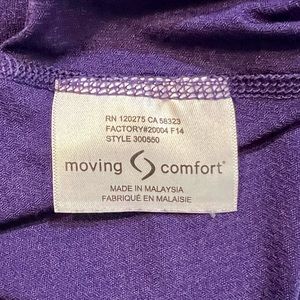 RN 120275 CA 58323
FACTORY#20004 F14
STYLE 300550
moving comfort®
MADE IN MALAYSIA
FABRIQUÉ EN MALAISIE